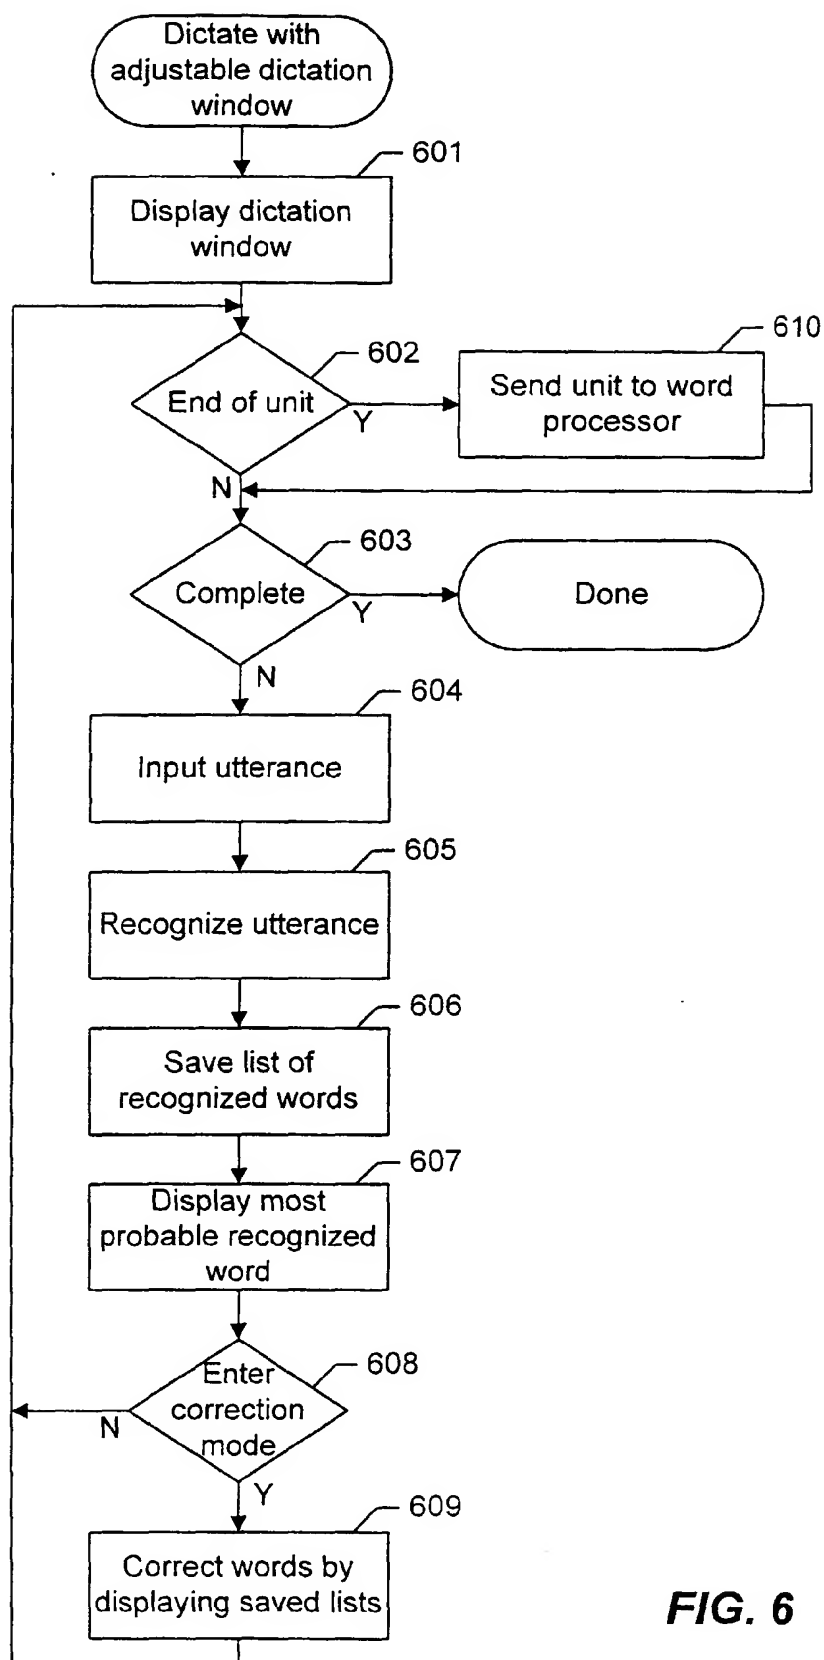 Dictate with
adjustable dictation
window
601
Display dictation
window
602
End of unit
Y
N
610
Send unit to word
processor
603
Complete
Y
N
Done
604
Input utterance
605
Recognize utterance
606
Save list of
recognized words
607
Display most
probable recognized
word
608
Enter
correction
mode
N
Y
609
Correct words by
displaying saved lists
FIG. 6